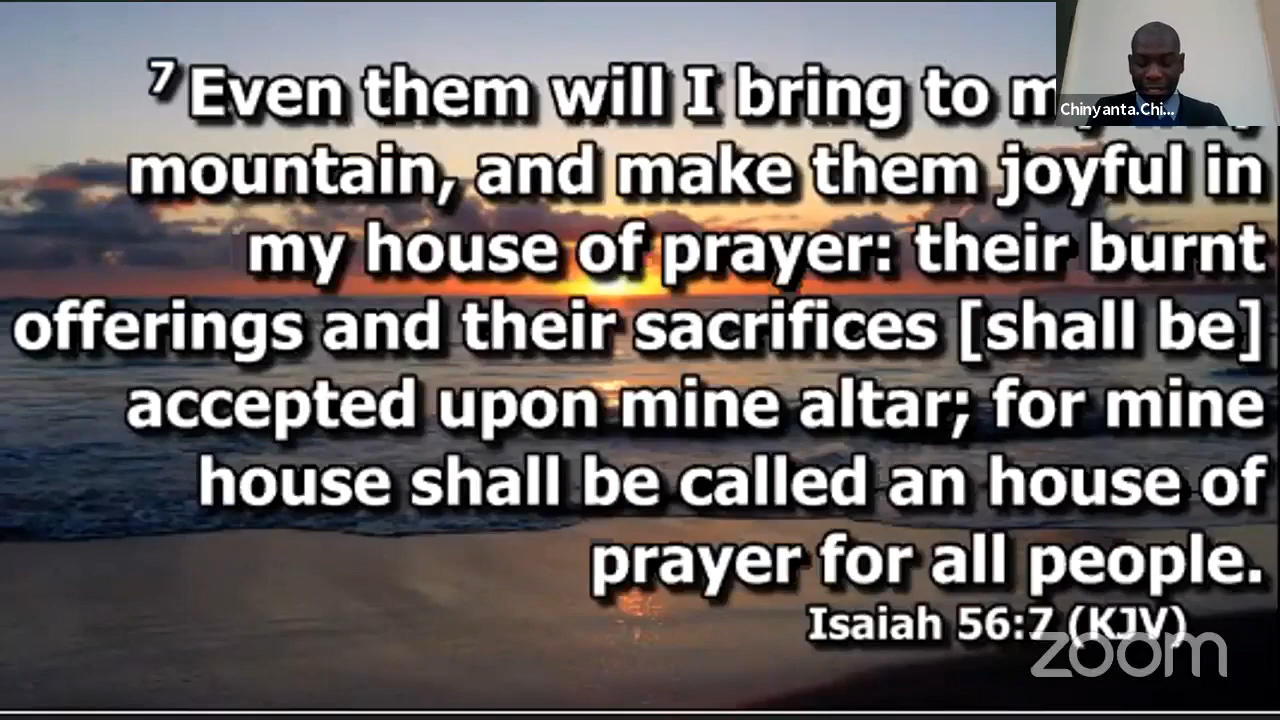 7 Even them will I bring to
mountain, and make them joyful in
my house of prayer: their burnt
offerings and their sacrifices [shall be]
accepted upon mine altar; for mine
house shall be called an house of
prayer for all people.
Isaiah 56:7 (KJV)
Chinyanta.Chi...
zoom